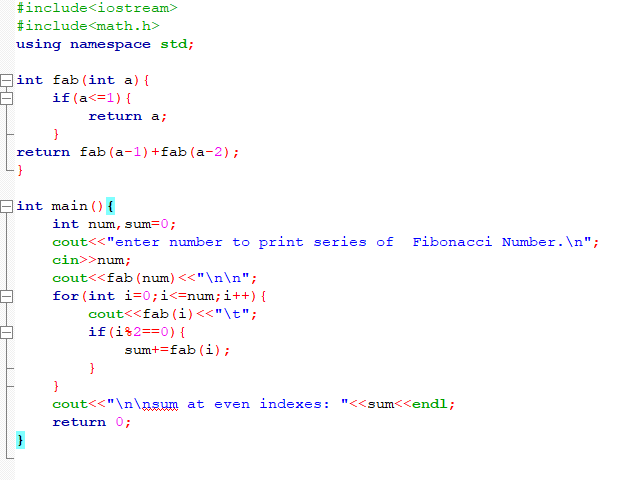 #include<iostream>
#include<math.h>
using namespace std;

int fab(int a){
    if(a<=1){
        return a;
    }
return fab(a-1)+fab(a-2);
}

int main(){
    int num,sum=0;
    cout<<"enter number to print series of  Fibonacci Number.\n";
    cin>>num;
    cout<<fab(num)<<"\n\n";
    for(int i=0;i<=num;i++){
        cout<<fab(i)<<"\t";
        if(i%2==0){
            sum+=fab(i);
        }
    }
    cout<<"\n\nsum at even indexes: "<<sum<<endl;
    return 0;
}